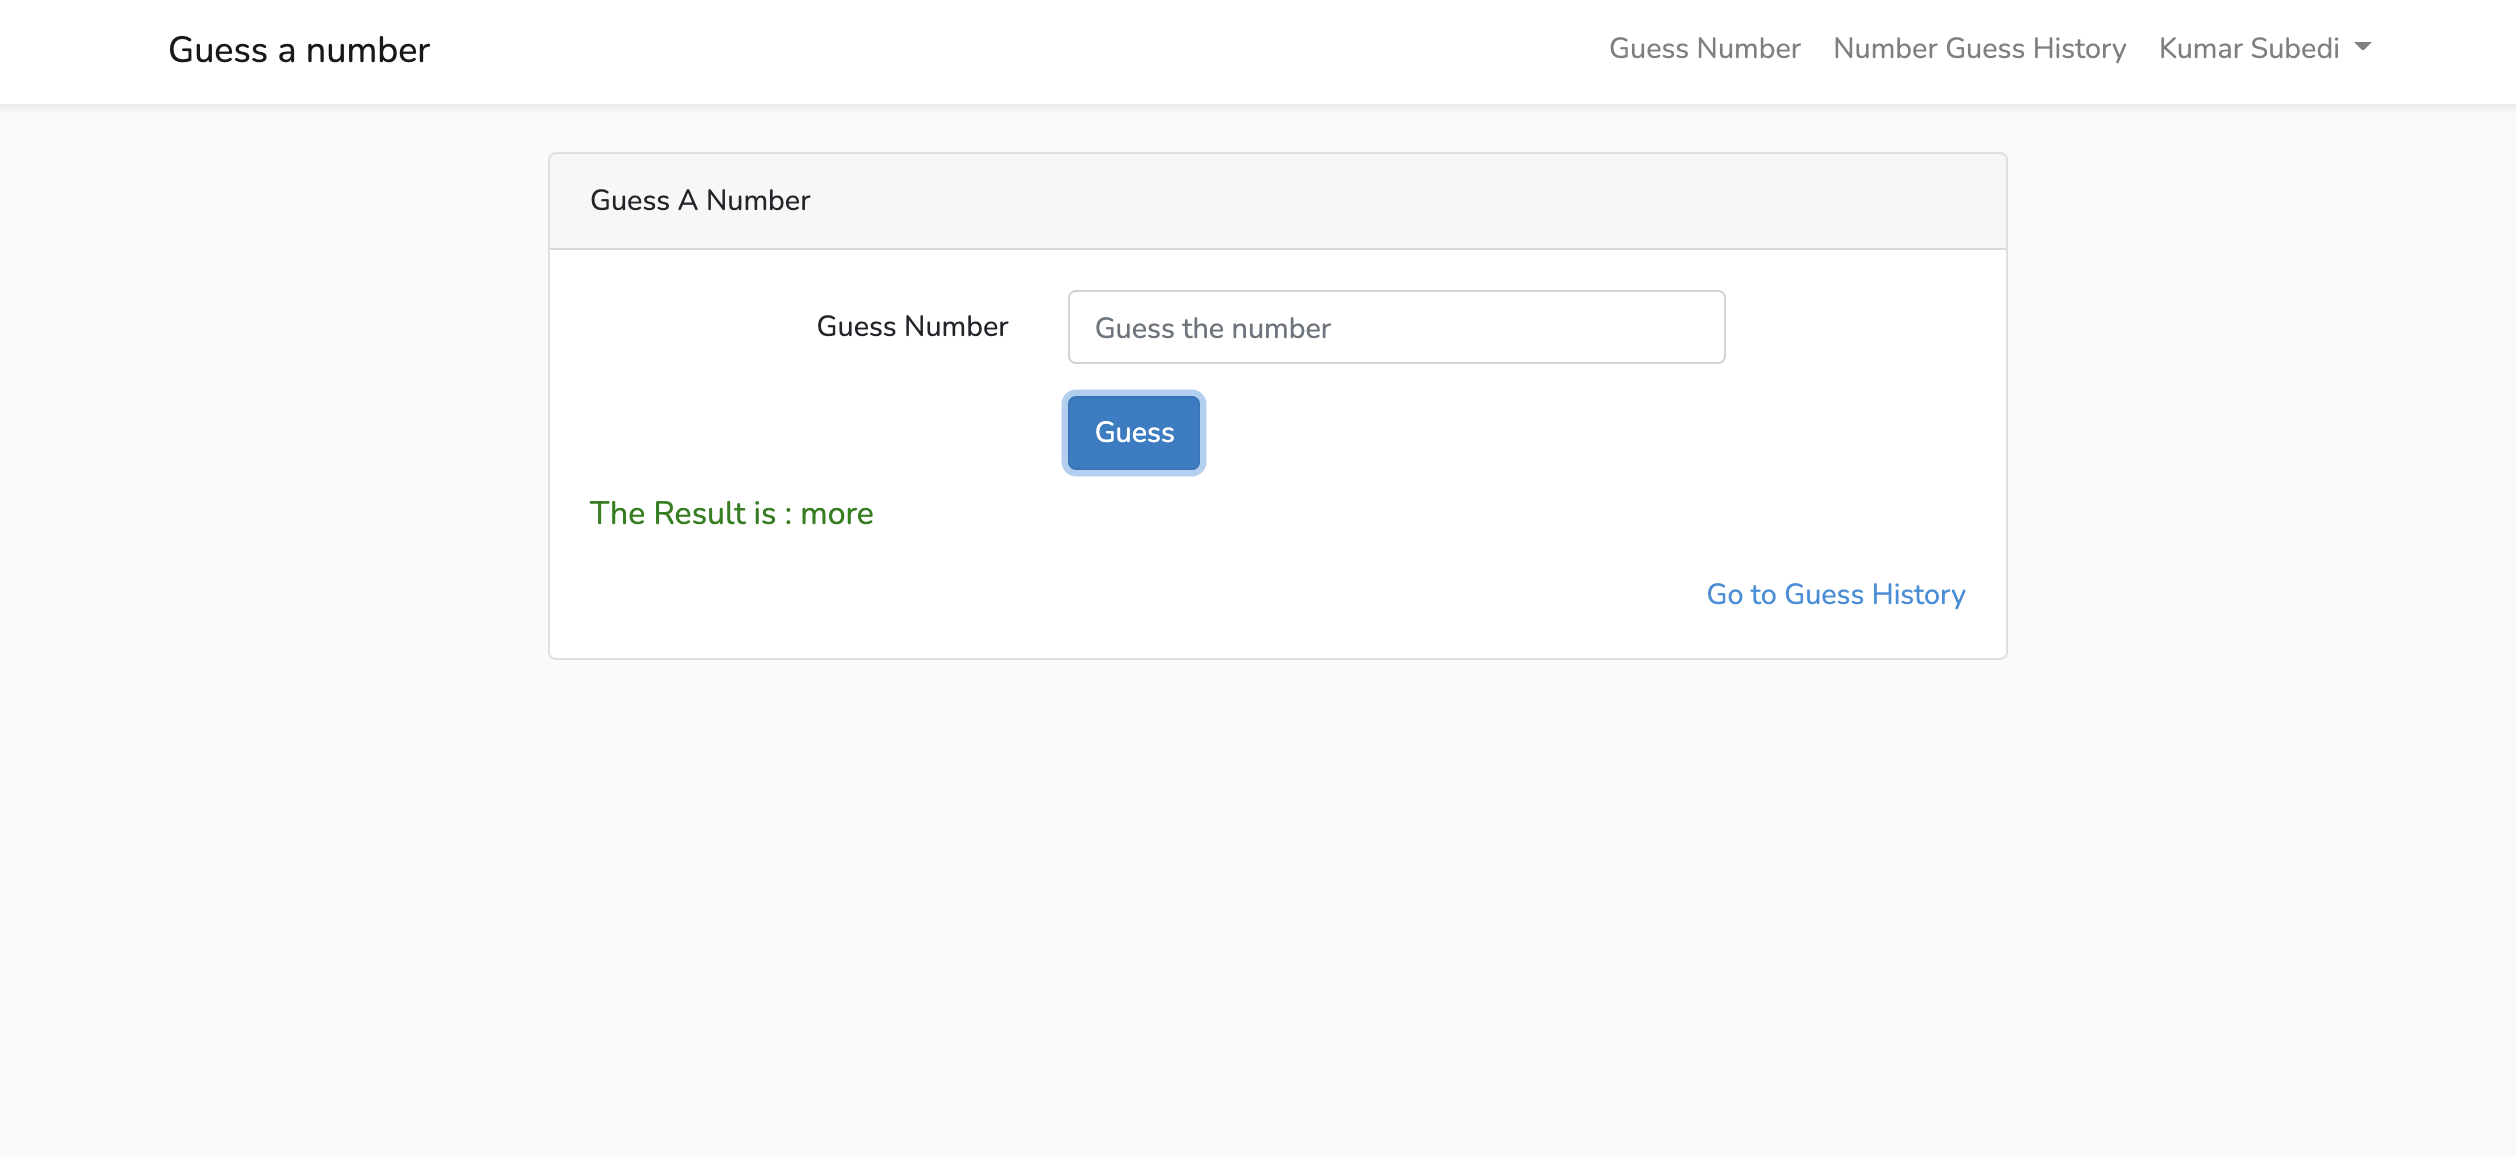 Guess a number
Guess Number Number Guess History Kumar Subedi
Guess A Number
Guess Number Guess the number
Guess
The Result is : more
Go to Guess History